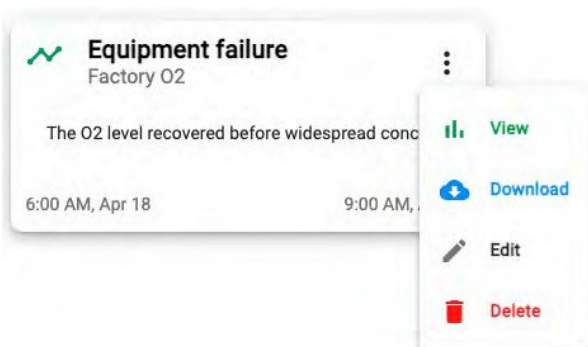 Equipment failure
Factory O2
The O2 level recovered before widespread conc
6:00 AM, Apr 18
9:00 AM,
View
Download
Edit
Delete